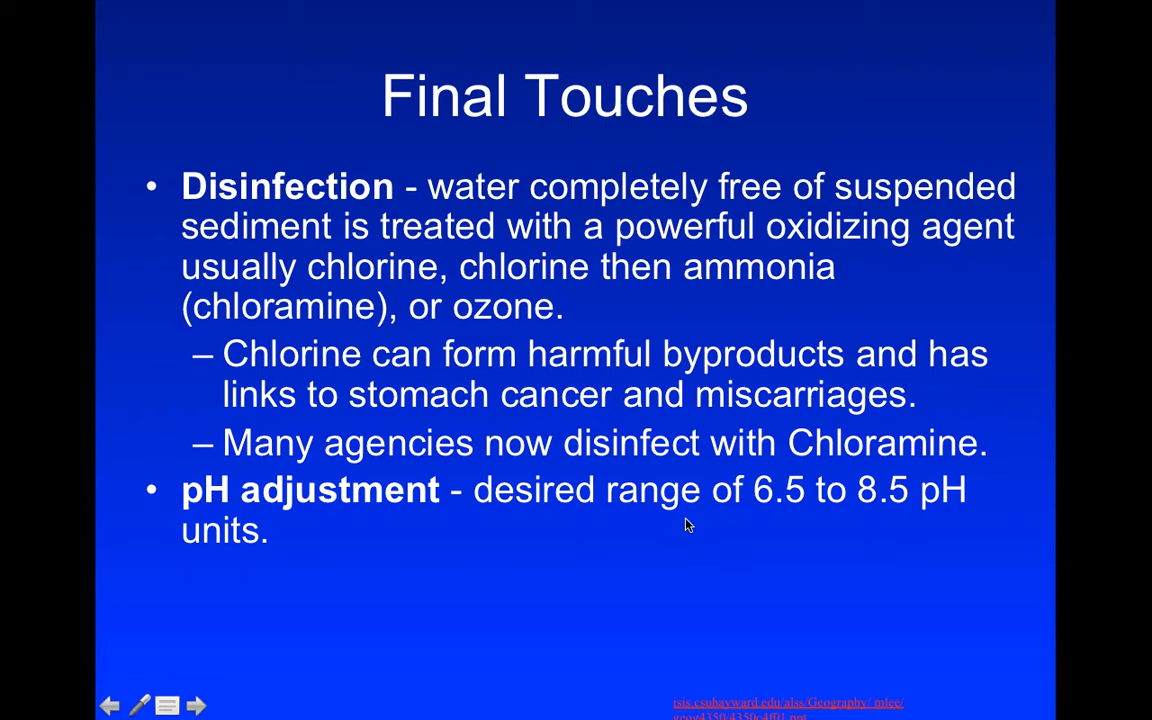 Final Touches
• Disinfection - water completely free of suspended
sediment is treated with a powerful oxidizing agent
usually chlorine, chlorine then ammonia
(chloramine), or ozone.
– Chlorine can form harmful byproducts and has
links to stomach cancer and miscarriages.
– Many agencies now disinfect with Chloramine.
• pH adjustment - desired range of 6.5 to 8.5 pH
units.
isis.csuhayward.edu/alss/Geography/ mlee/
geog4350/4350c4f01.ppt